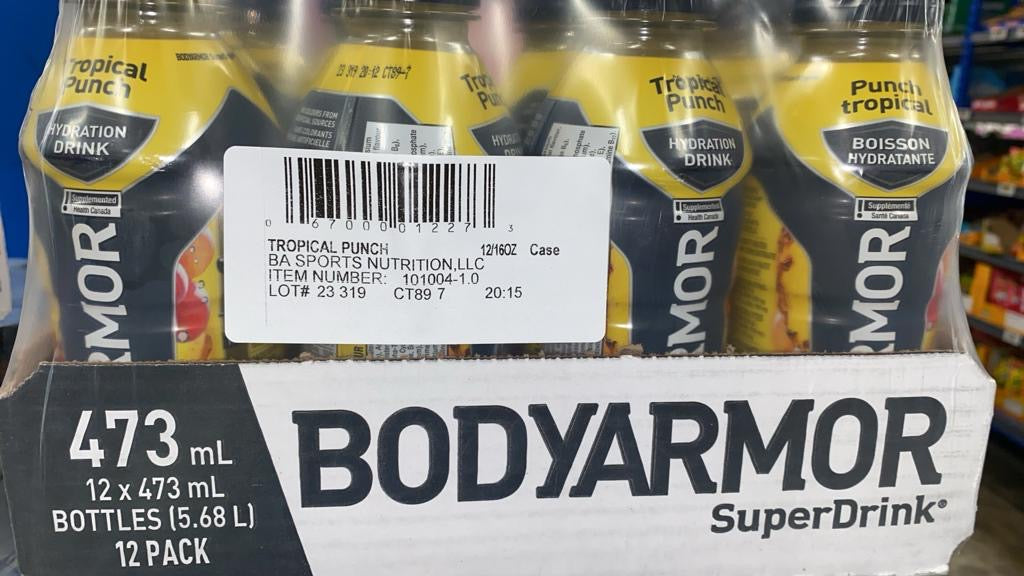 Tropical
Punch
HYDRATION
DRINK
Supplemented
Health Canada
RMOR
BODYARMOR
23 319 20:12 CT89-7
Tropical
Punch
HYDRATION
DRINK
Supplemented
Health Canada
RMOR
Punch
tropical
BOISSON
HYDRATANTE
Supplémenté
Santé Canada
RMOR
0 67000 01227 3
TROPICAL PUNCH 12/16OZ Case
BA SPORTS NUTRITION,LLC
ITEM NUMBER: 101004-1.0
LOT# 23 319 CT89 7 20:15
473 mL
12 x 473 mL
BOTTLES (5.68 L)
12 PACK
BODYARMOR
SuperDrink